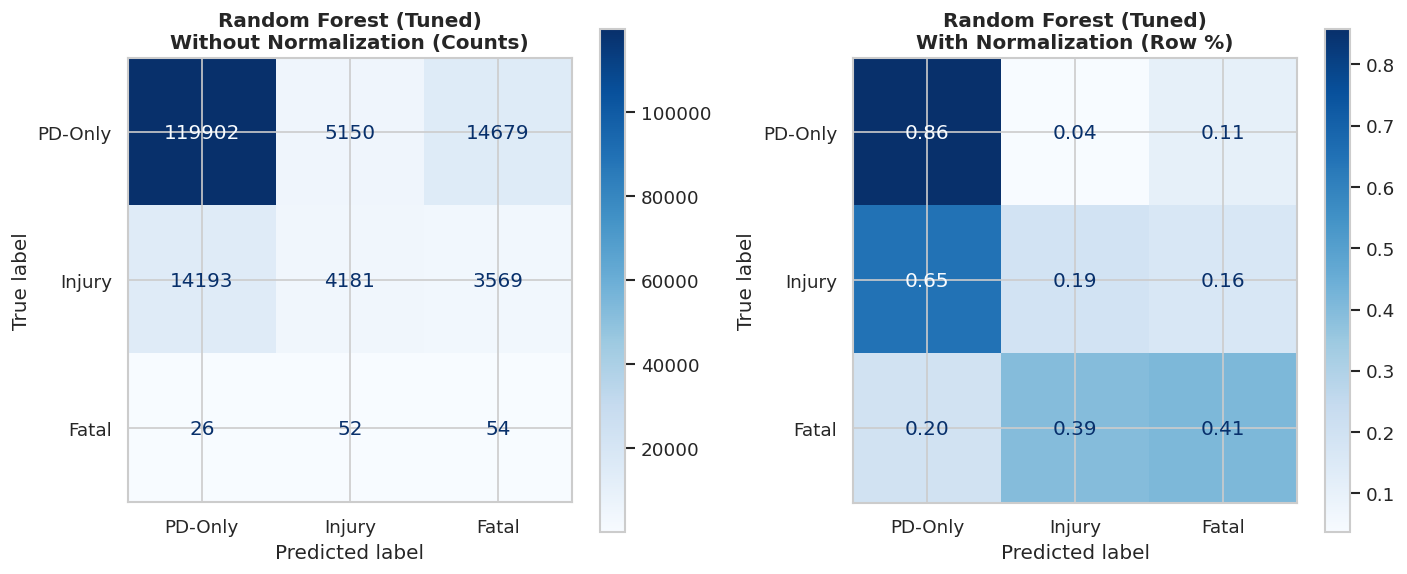 Random Forest (Tuned)
Without Normalization (Counts)
PD-Only
Injury
Fatal
True label
119902 5150 14679
14193 4181 3569
26 52 54
PD-Only Injury Fatal
Predicted label
100000
80000
60000
40000
20000
Random Forest (Tuned)
With Normalization (Row %)
PD-Only
Injury
Fatal
True label
0.86 0.04 0.11
0.65 0.19 0.16
0.20 0.39 0.41
PD-Only Injury Fatal
Predicted label
0.8
0.7
0.6
0.5
0.4
0.3
0.2
0.1